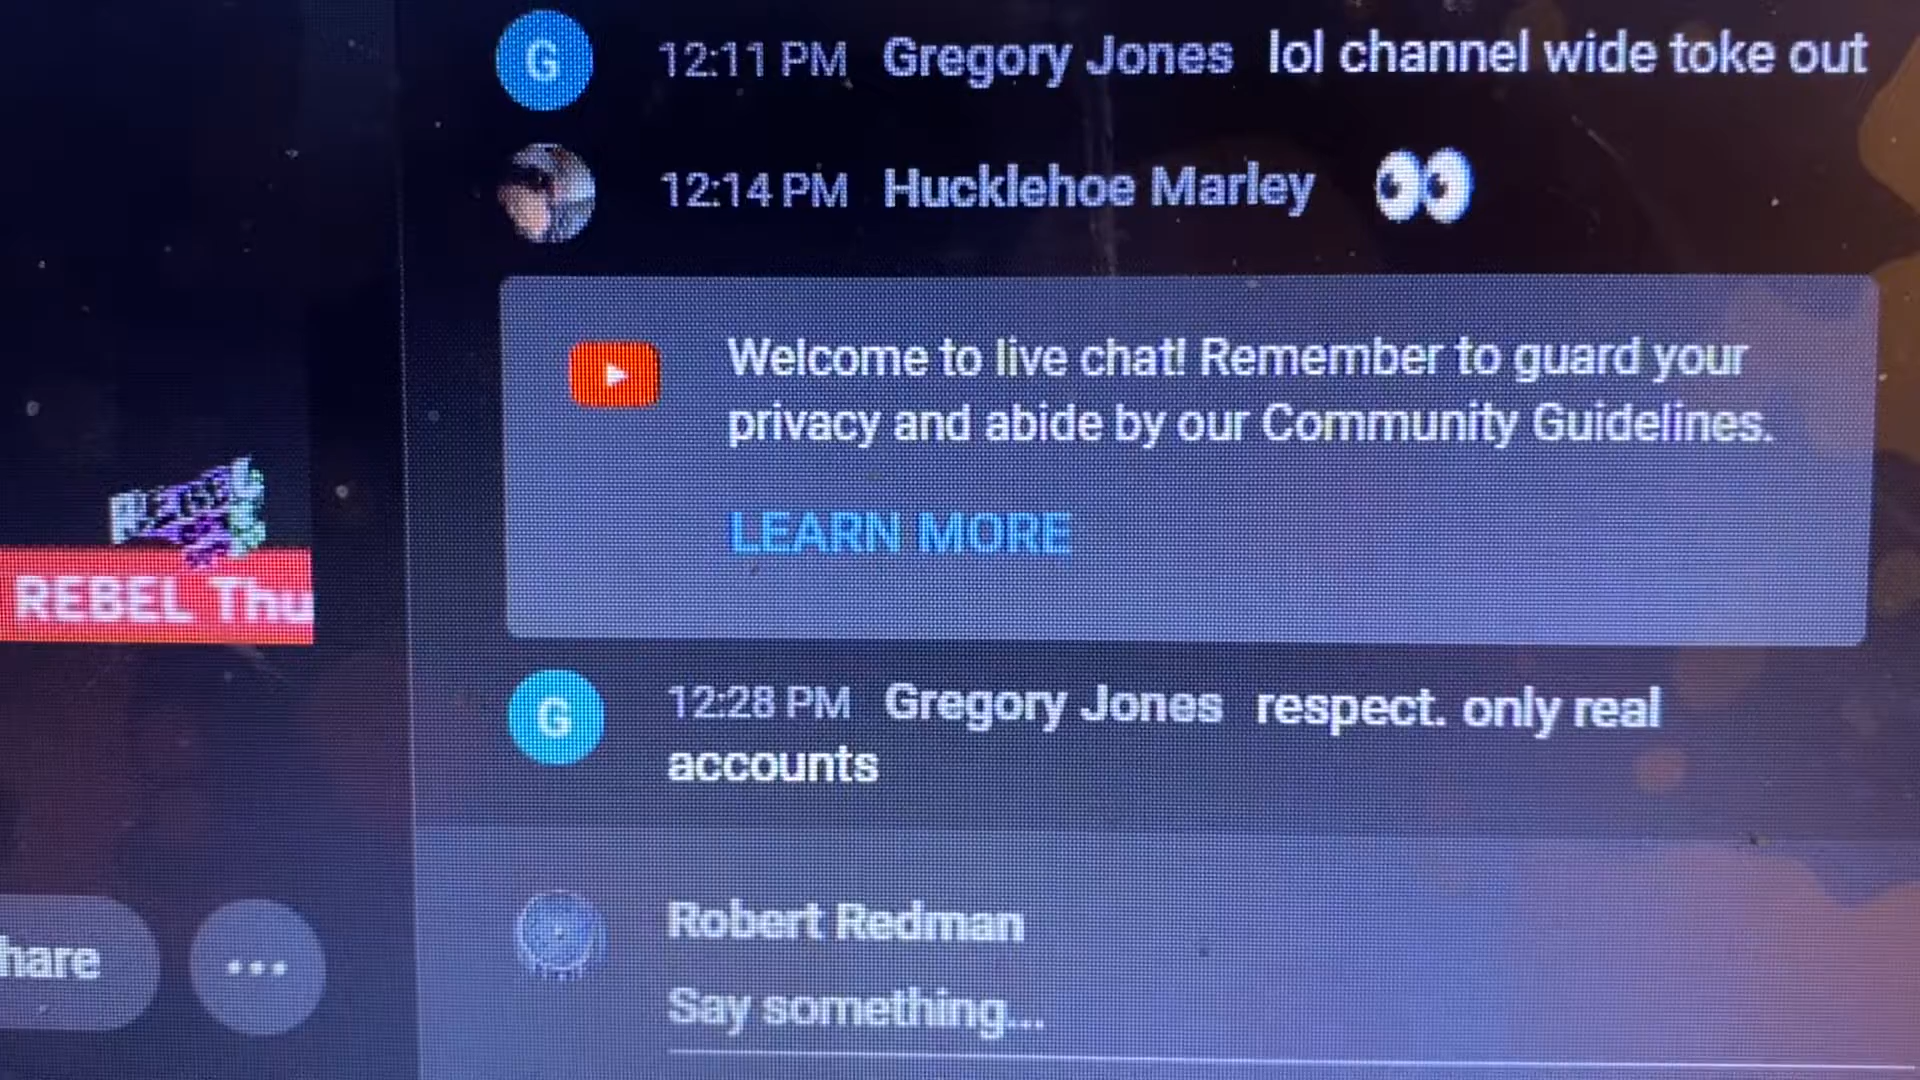 G 12:11 PM Gregory Jones lol channel wide toke out
12:14 PM Hucklehoe Marley 👀
Welcome to live chat! Remember to guard your
privacy and abide by our Community Guidelines.
LEARN MORE
REBEL
REBEL Thu
G 12:28 PM Gregory Jones respect. only real
accounts
Robert Redman
hare
Say something...